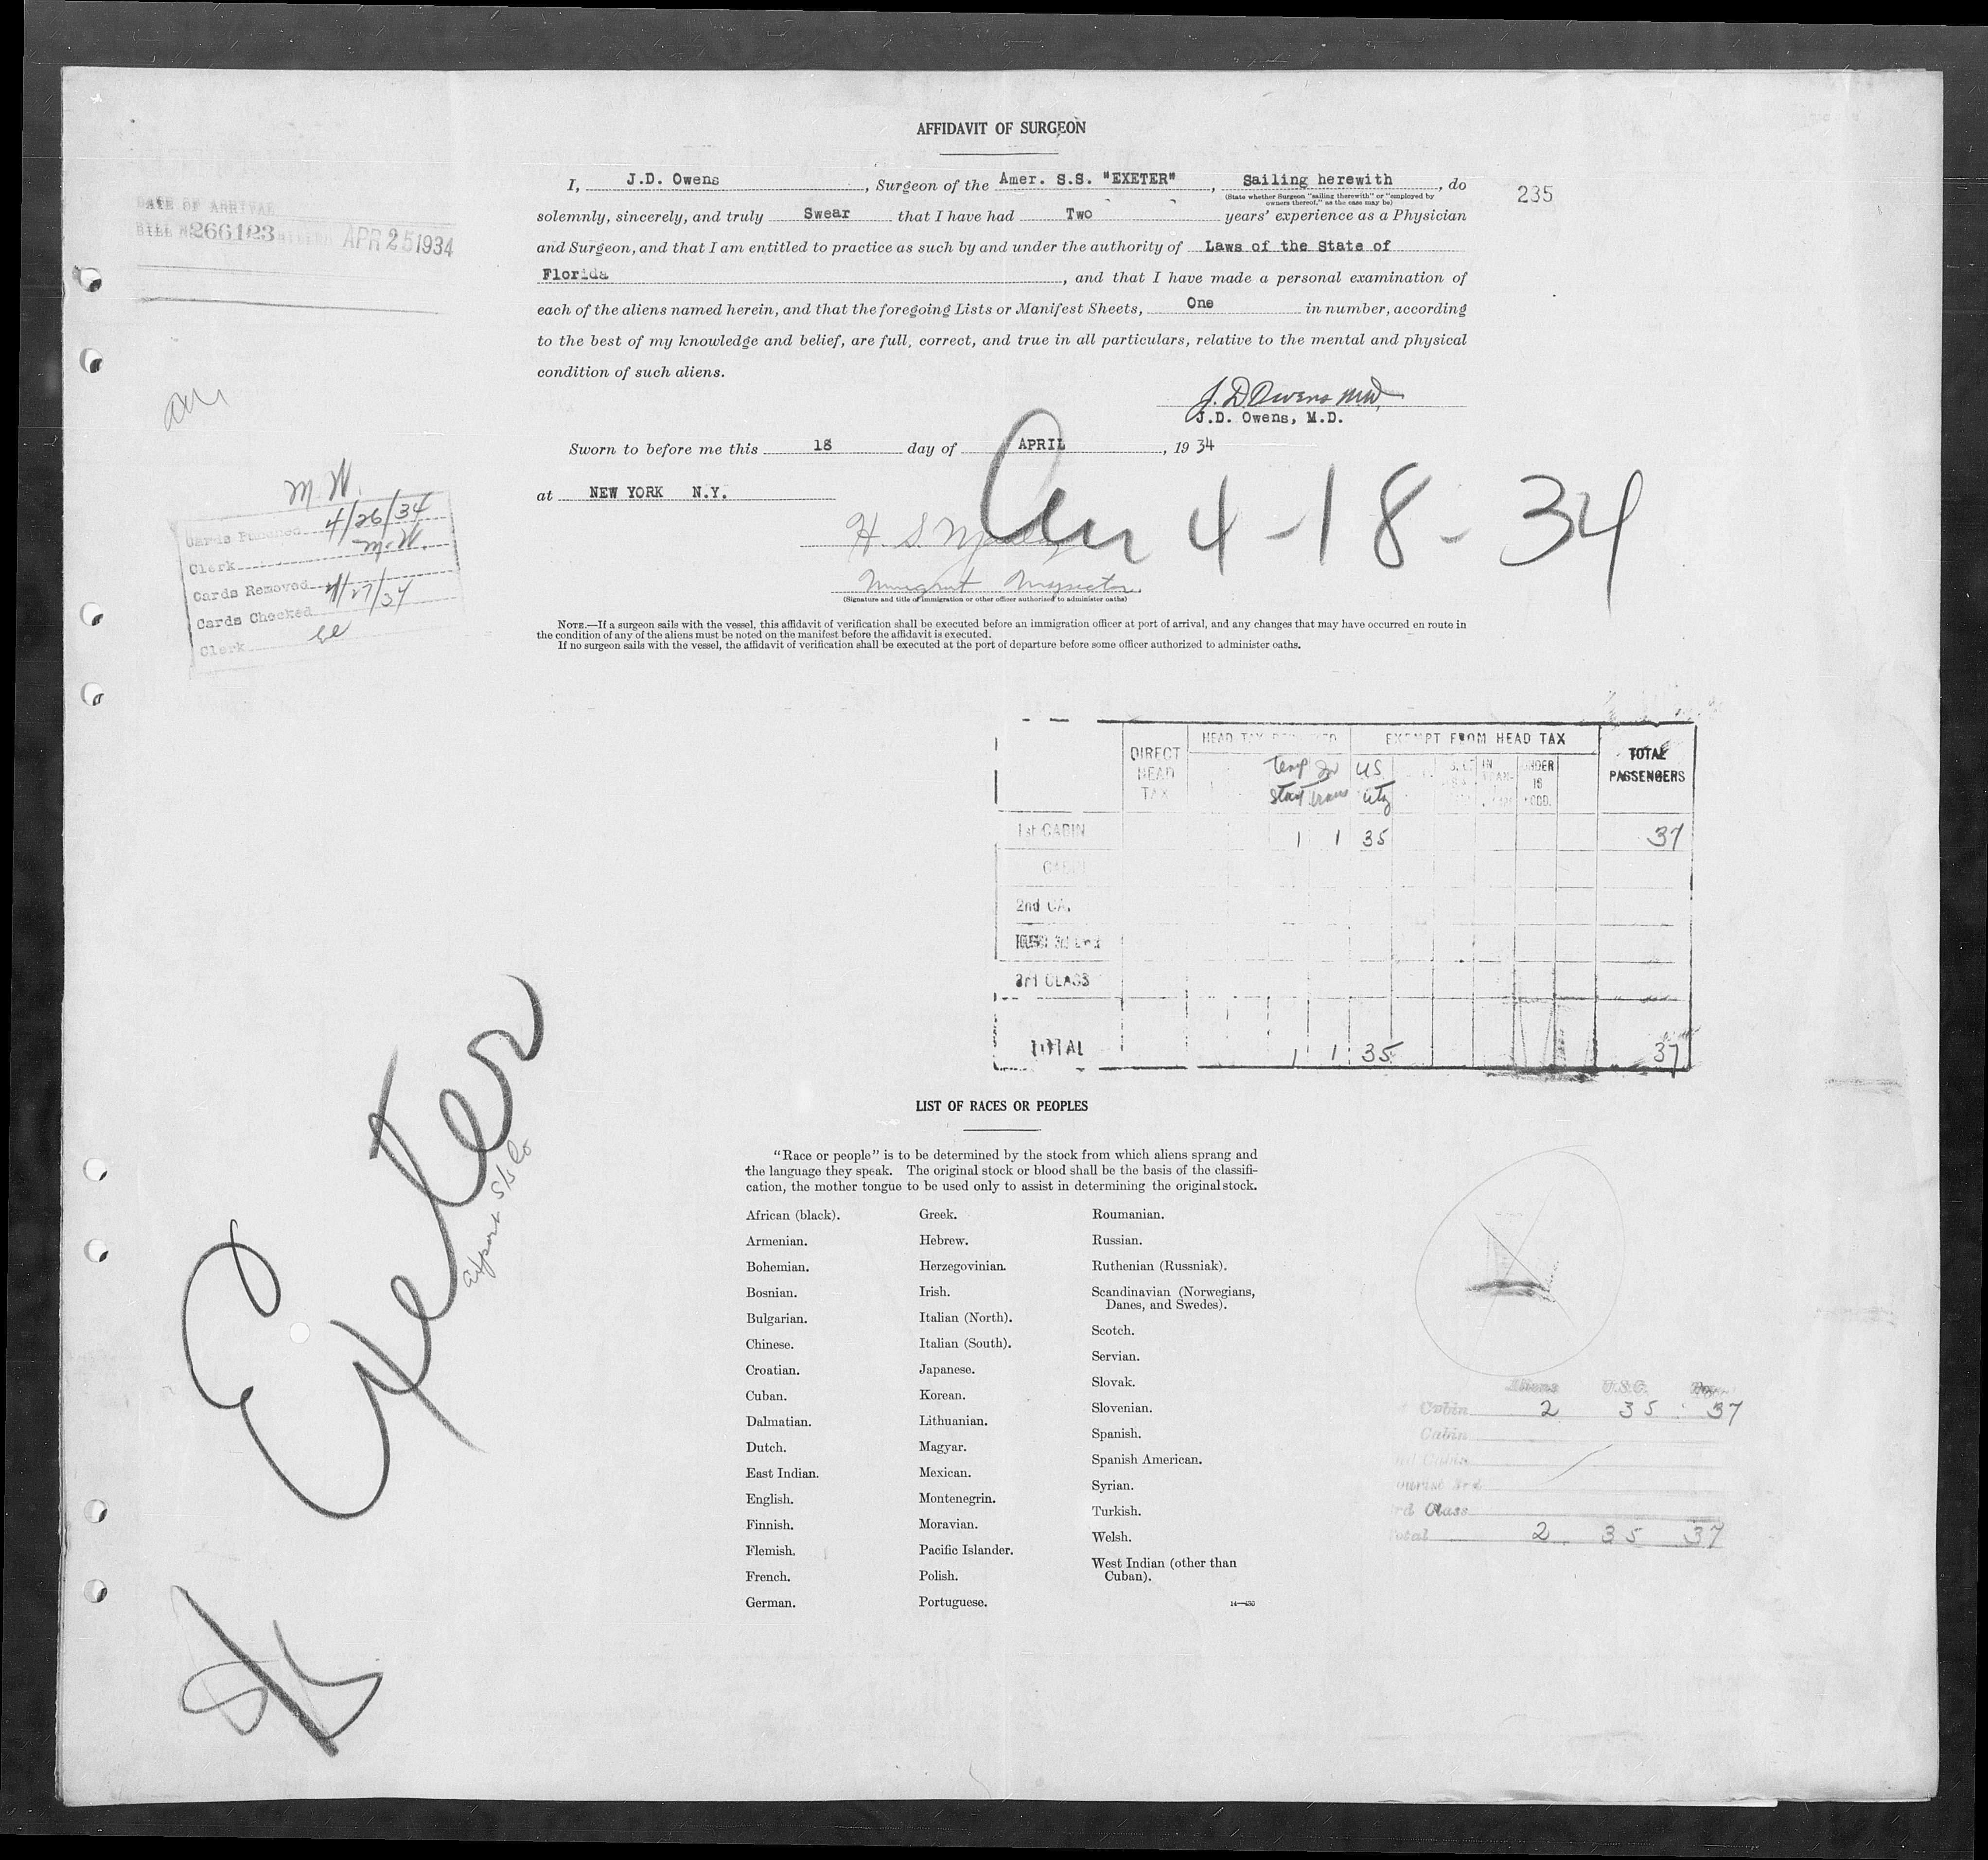 AFFIDAVIT OF SURGEON
I, J.D. Owens, Surgeon of the Amer. S.S. "EXETER", Sailing herewith, do
(State whether Surgeon "sailing therewith" or "employed by
owners thereof," as the case may be)
235
solemnly, sincerely, and truly Swear that I have had Two years' experience as a Physician
and Surgeon, and that I am entitled to practice as such by and under the authority of Laws of the State of
Florida, and that I have made a personal examination of
each of the aliens named herein, and that the foregoing Lists or Manifest Sheets, One in number, according
to the best of my knowledge and belief, are full, correct, and true in all particulars, relative to the mental and physical
condition of such aliens.
J. D. Owens M.D.
J.D. Owens, M.D.
Sworn to before me this 18 day of APRIL, 1934
at NEW YORK N.Y.
Arr 4-18-34
H. S.
Immigrant Inspector
(Signature and title of immigration or other officer authorized to administer oaths)
NOTE.—If a surgeon sails with the vessel, this affidavit of verification shall be executed before an immigration officer at port of arrival, and any changes that may have occurred en route in
the condition of any of the aliens must be noted on the manifest before the affidavit is executed.
If no surgeon sails with the vessel, the affidavit of verification shall be executed at the port of departure before some officer authorized to administer oaths.
DATE OF ARRIVAL
BILL #266123 APR 25 1934
M. W.
Cards Punched 4/26/34
Clerk M.W.
Cards Removed
Cards Checked 4/27/34
Clerk
DIRECT HEAD TAX
HEAD TAX
EXEMPT FROM HEAD TAX
TOTAL PASSENGERS
UNDER 16
1st CABIN 1 1 35 37
CABIN
2nd CA.
3rd CLASS
TOTAL 1 1 35 37
Exeter
Export S/S Co
LIST OF RACES OR PEOPLES
"Race or people" is to be determined by the stock from which aliens sprang and
the language they speak. The original stock or blood shall be the basis of the classifi-
cation, the mother tongue to be used only to assist in determining the original stock.
African (black).
Armenian.
Bohemian.
Bosnian.
Bulgarian.
Chinese.
Croatian.
Cuban.
Dalmatian.
Dutch.
East Indian.
English.
Finnish.
Flemish.
French.
German.
Greek.
Hebrew.
Herzegovinian.
Irish.
Italian (North).
Italian (South).
Japanese.
Korean.
Lithuanian.
Magyar.
Mexican.
Montenegrin.
Moravian.
Pacific Islander.
Polish.
Portuguese.
Roumanian.
Russian.
Ruthenian (Russniak).
Scandinavian (Norwegians,
Danes, and Swedes).
Scotch.
Servian.
Slovak.
Slovenian.
Spanish.
Spanish American.
Syrian.
Turkish.
Welsh.
West Indian (other than
Cuban).
Aliens U.S.C.
Cabin 2 35 37
Cabin
Class
Total 2 35 37